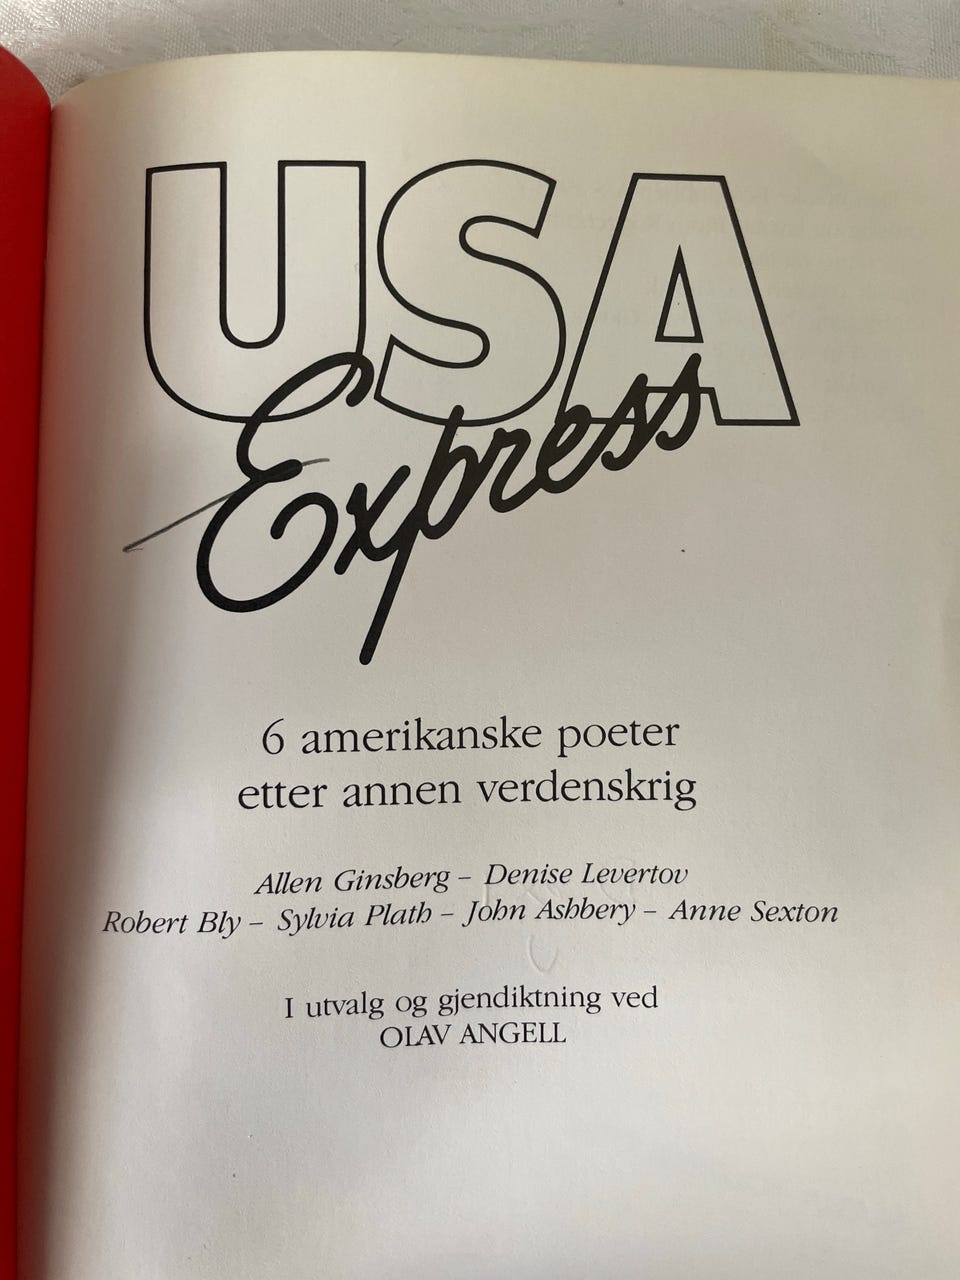 USA
Express
6 amerikanske poeter
etter annen verdenskrig
Allen Ginsberg – Denise Levertov
Robert Bly – Sylvia Plath – John Ashbery – Anne Sexton
I utvalg og gjendiktning ved
OLAV ANGELL